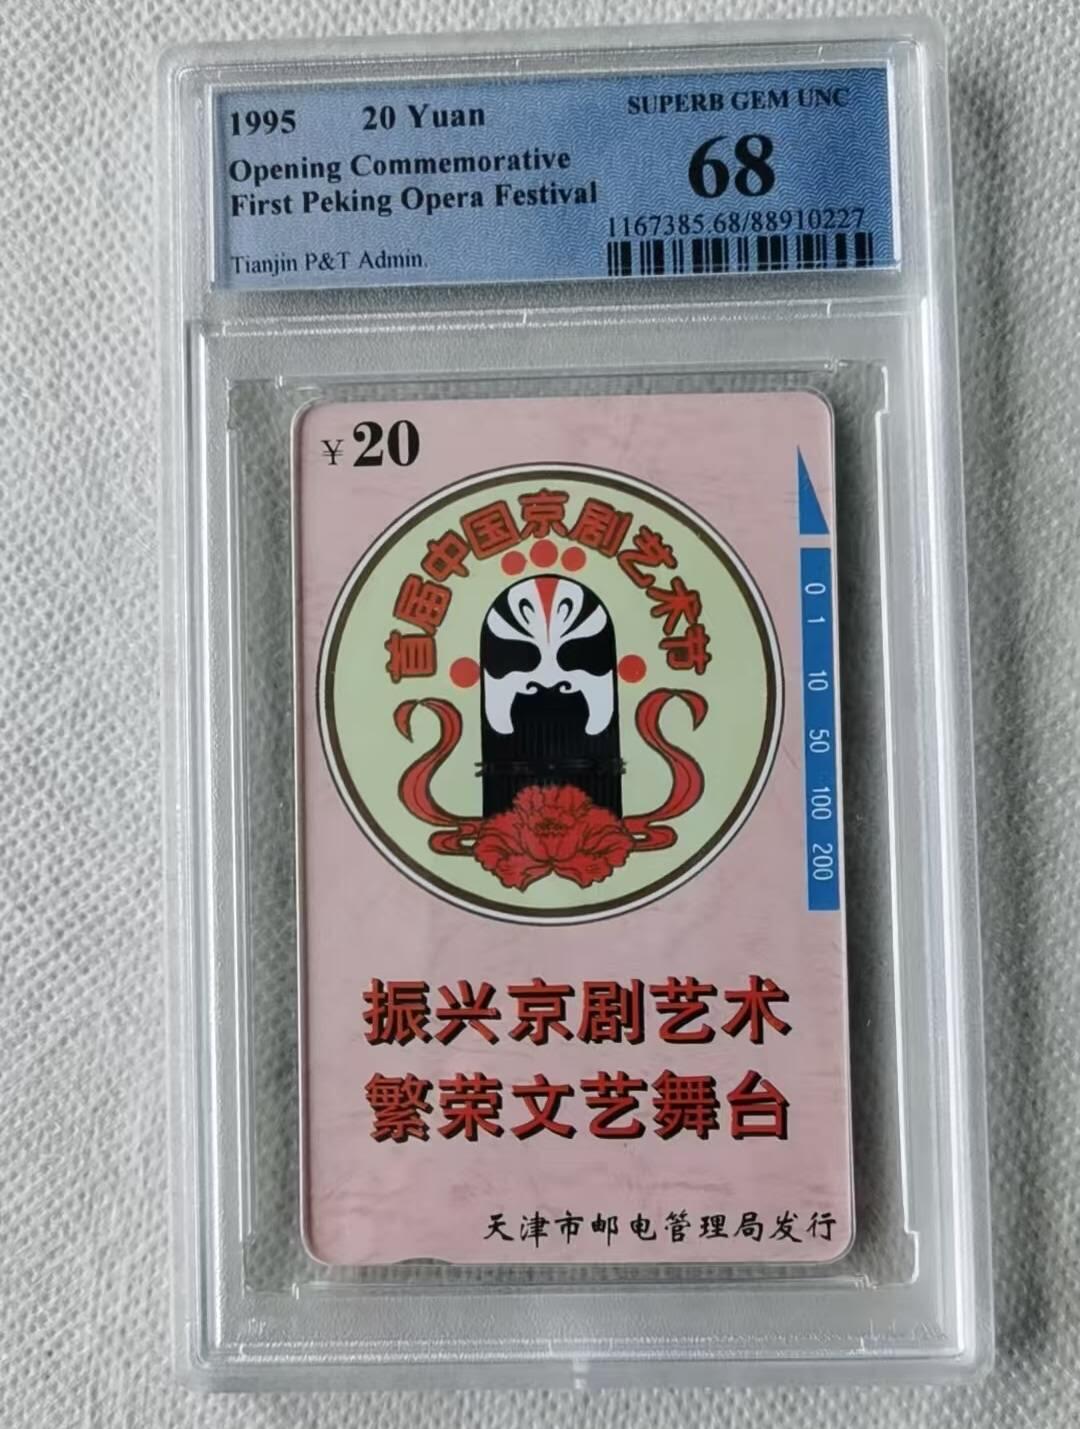 1995 20 Yuan
SUPERB GEM UNC
Opening Commemorative
68
First Peking Opera Festival
1167385.68/88910227
Tianjin P&T Admin.
¥20
首届中国京剧艺术节
0 1 10 50 100 200
振兴京剧艺术
繁荣文艺舞台
天津市邮电管理局发行